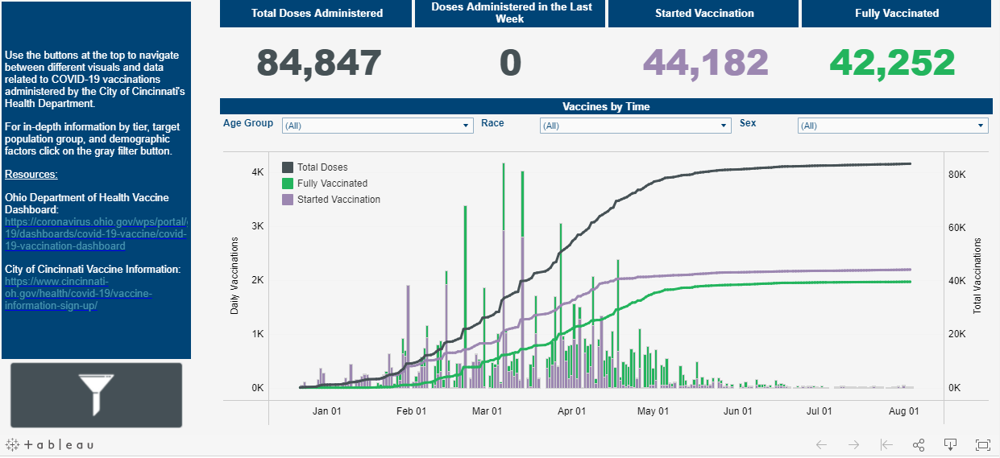 Use the buttons at the top to navigate
between different visuals and data
related to COVID-19 vaccinations
administered by the City of Cincinnati's
Health Department.
For in-depth information by tier, target
population group, and demographic
factors click on the gray filter button.
Resources:
Ohio Department of Health Vaccine
Dashboard:
https://coronavirus.ohio.gov/wps/portal/
19/dashboards/covid-19-vaccine/covid-
19-vaccination-dashboard
City of Cincinnati Vaccine Information:
https://www.cincinnati-
oh.gov/health/covid-19/vaccine-
information-sign-up/
Total Doses Administered
84,847
Doses Administered in the Last
Week
0
Started Vaccination
44,182
Fully Vaccinated
42,252
Vaccines by Time
Age Group (All)
Race (All)
Sex (All)
Total Doses
Fully Vaccinated
Started Vaccination
Daily Vaccinations
4K
3K
2K
1K
0K
Total Vaccinations
80K
60K
40K
20K
0K
Jan 01 Feb 01 Mar 01 Apr 01 May 01 Jun 01 Jul 01 Aug 01
+ a b l e a u